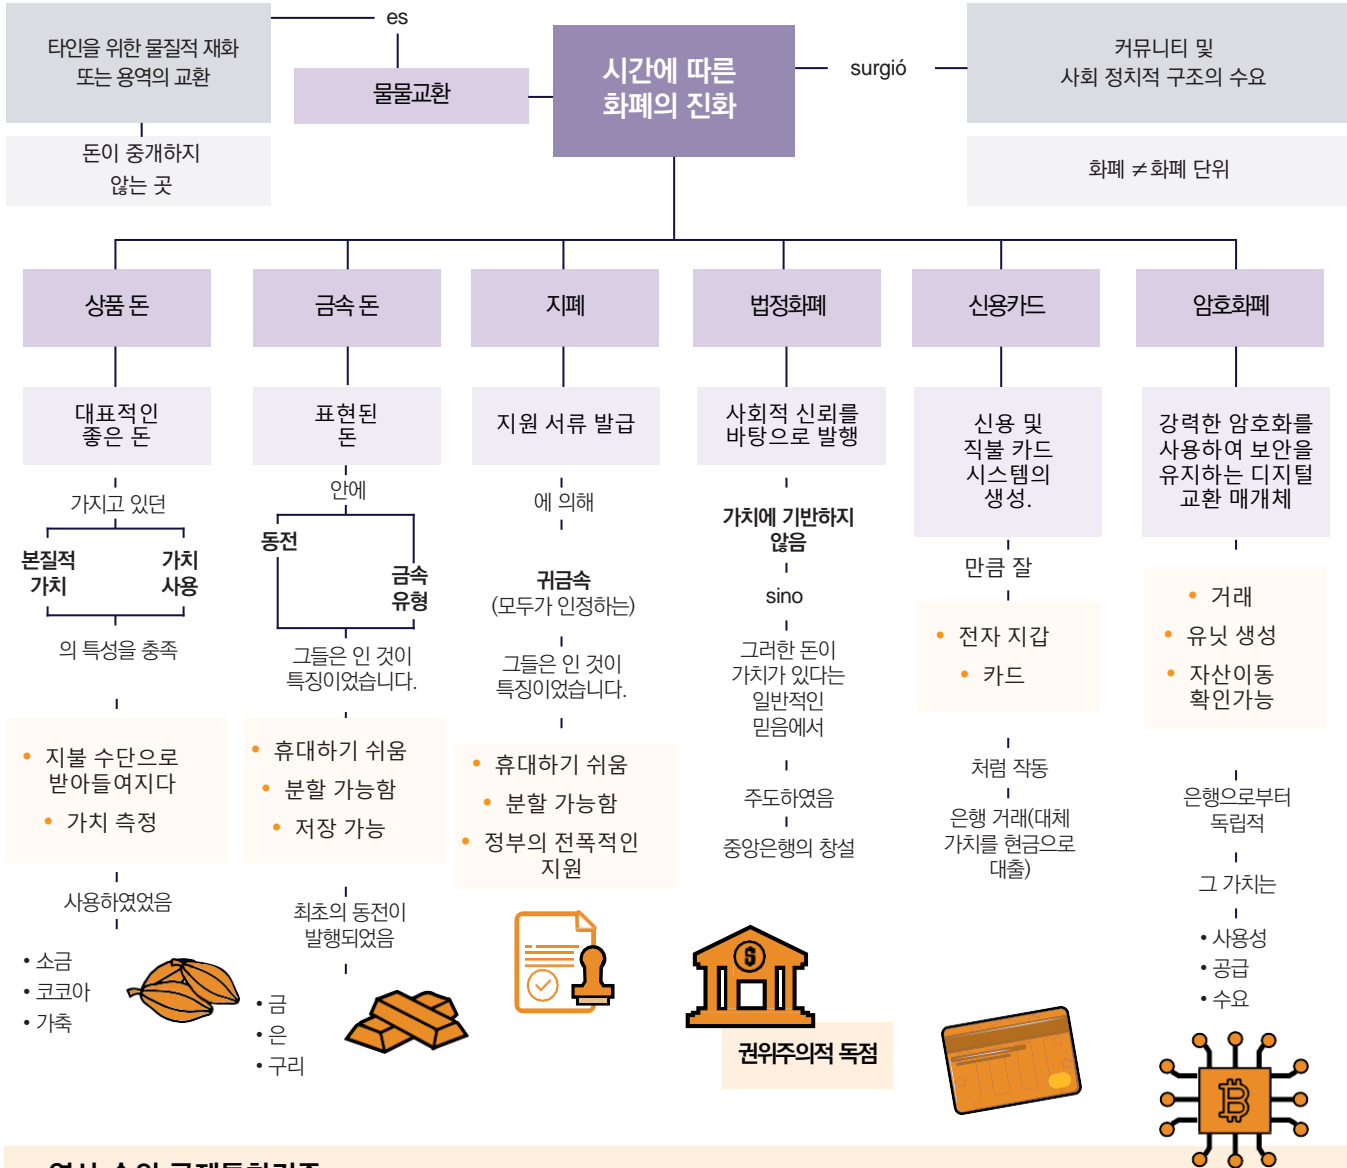 es
타인을 위한 물질적 재화
또는 용역의 교환
물물교환
돈이 중개하지
않는 곳
시간에 따른
화폐의 진화
surgió
커뮤니티 및
사회 정치적 구조의 수요
화폐 ≠ 화폐 단위
상품 돈
대표적인
좋은 돈
가지고 있던
본질적
가치
가치
사용
의 특성을 충족
• 지불 수단으로
받아들여지다
• 가치 측정
사용하였었음
• 소금
• 코코아
• 가축
금속 돈
표현된
돈
안에
동전
금속
유형
그들은 인 것이
특징이었습니다.
• 휴대하기 쉬움
• 분할 가능함
• 저장 가능
최초의 동전이
발행되었음
• 금
• 은
• 구리
지폐
지원 서류 발급
에 의해
귀금속
(모두가 인정하는)
그들은 인 것이
특징이었습니다.
• 휴대하기 쉬움
• 분할 가능함
• 정부의 전폭적인
지원
법정화폐
사회적 신뢰를
바탕으로 발행
가치에 기반하지
않음
sino
그러한 돈이
가치가 있다는
일반적인
믿음에서
주도하였음
중앙은행의 창설
$
권위주의적 독점
신용카드
신용 및
직불 카드
시스템의
생성.
만큼 잘
• 전자 지갑
• 카드
처럼 작동
은행 거래(대체
가치를 현금으로
대출)
암호화폐
강력한 암호화를
사용하여 보안을
유지하는 디지털
교환 매개체
• 거래
• 유닛 생성
• 자산이동
확인가능
은행으로부터
독립적
그 가치는
• 사용성
• 공급
• 수요